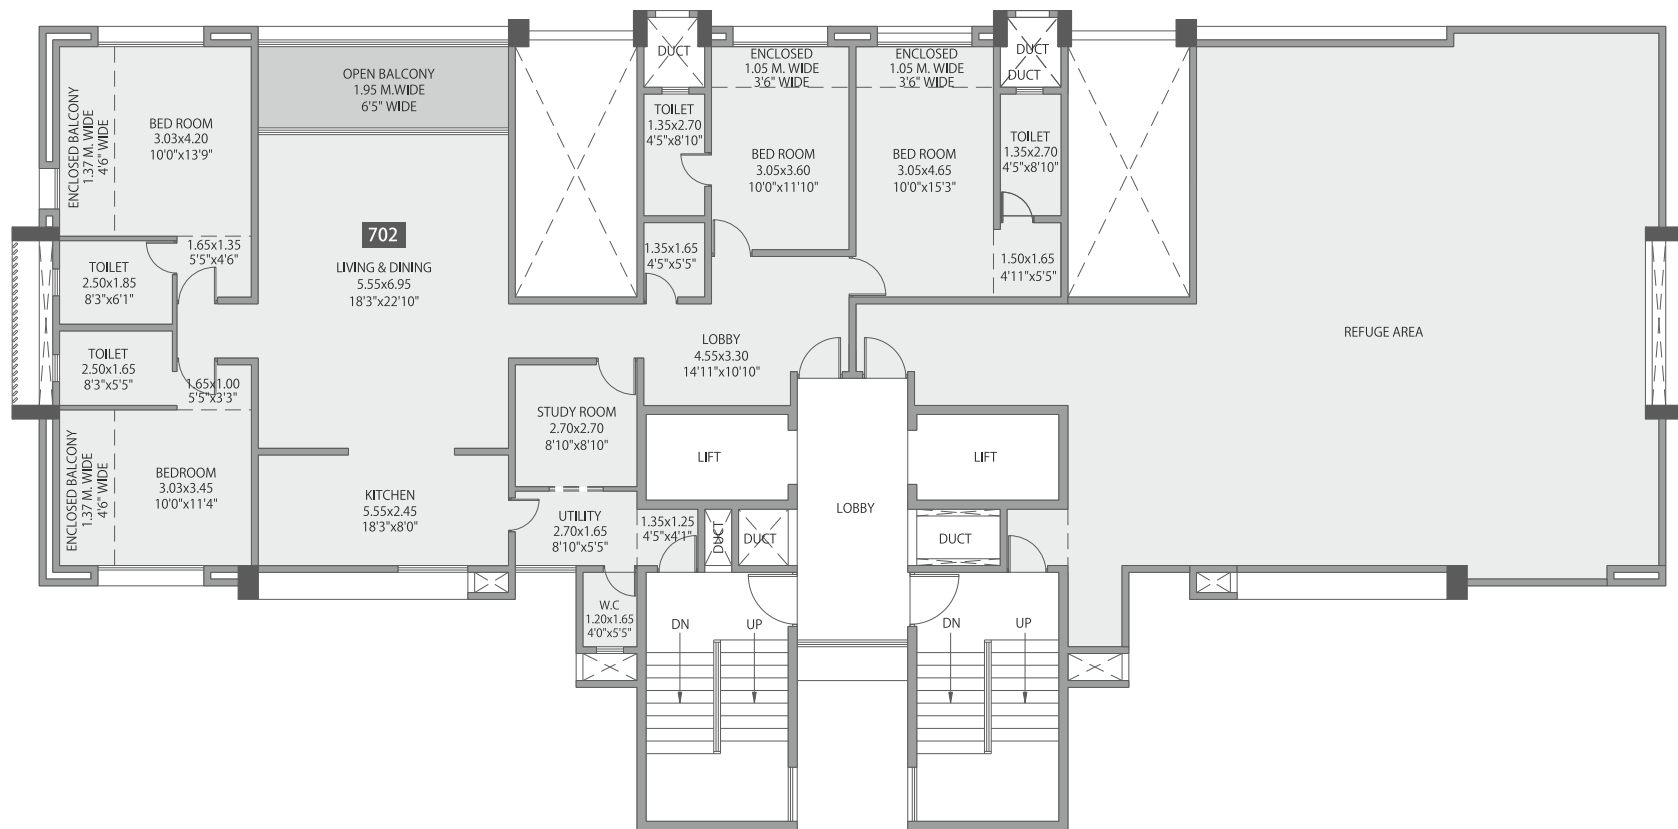 OPEN BALCONY
1.95 M.WIDE
6'5" WIDE
ENCLOSED BALCONY
1.37 M. WIDE
4'6" WIDE
BED ROOM
3.03x4.20
10'0"x13'9"
DUCT
TOILET
1.35x2.70
4'5"x8'10"
ENCLOSED
1.05 M. WIDE
3'6" WIDE
BED ROOM
3.05x3.60
10'0"x11'10"
ENCLOSED
1.05 M. WIDE
3'6" WIDE
BED ROOM
3.05x4.65
10'0"x15'3"
DUCT
DUCT
TOILET
1.35x2.70
4'5"x8'10"
702
LIVING & DINING
5.55x6.95
18'3"x22'10"
1.65x1.35
5'5"x4'6"
TOILET
2.50x1.85
8'3"x6'1"
1.35x1.65
4'5"x5'5"
1.50x1.65
4'11"x5'5"
REFUGE AREA
TOILET
2.50x1.65
8'3"x5'5"
1.65x1.00
5'5"x3'3"
LOBBY
4.55x3.30
14'11"x10'10"
STUDY ROOM
2.70x2.70
8'10"x8'10"
LIFT
LIFT
ENCLOSED BALCONY
1.37 M. WIDE
4'6" WIDE
BEDROOM
3.03x3.45
10'0"x11'4"
KITCHEN
5.55x2.45
18'3"x8'0"
UTILITY
2.70x1.65
8'10"x5'5"
1.35x1.25
4'5"x4'1"
DUCT
DUCT
LOBBY
DUCT
W.C
1.20x1.65
4'0"x5'5"
DN
UP
DN
UP